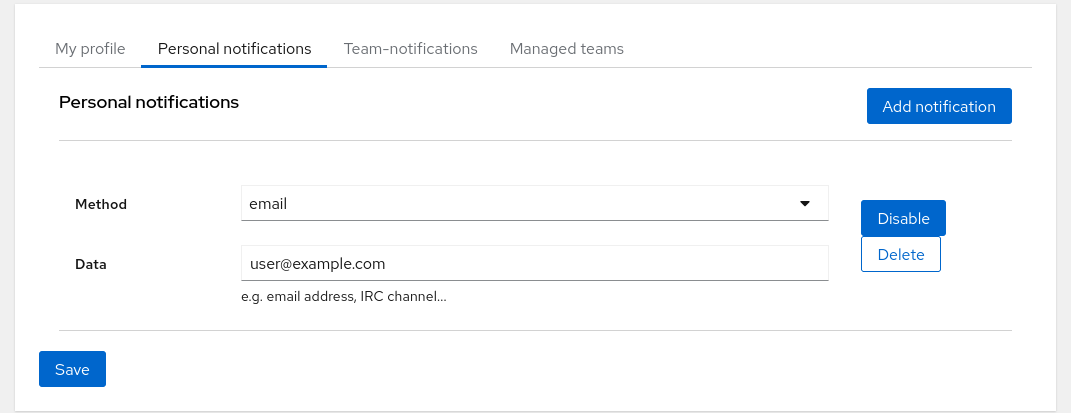 My profile Personal notifications Team-notifications Managed teams
Personal notifications
Add notification
Method
email
Disable
Data
user@example.com
Delete
e.g. email address, IRC channel...
Save